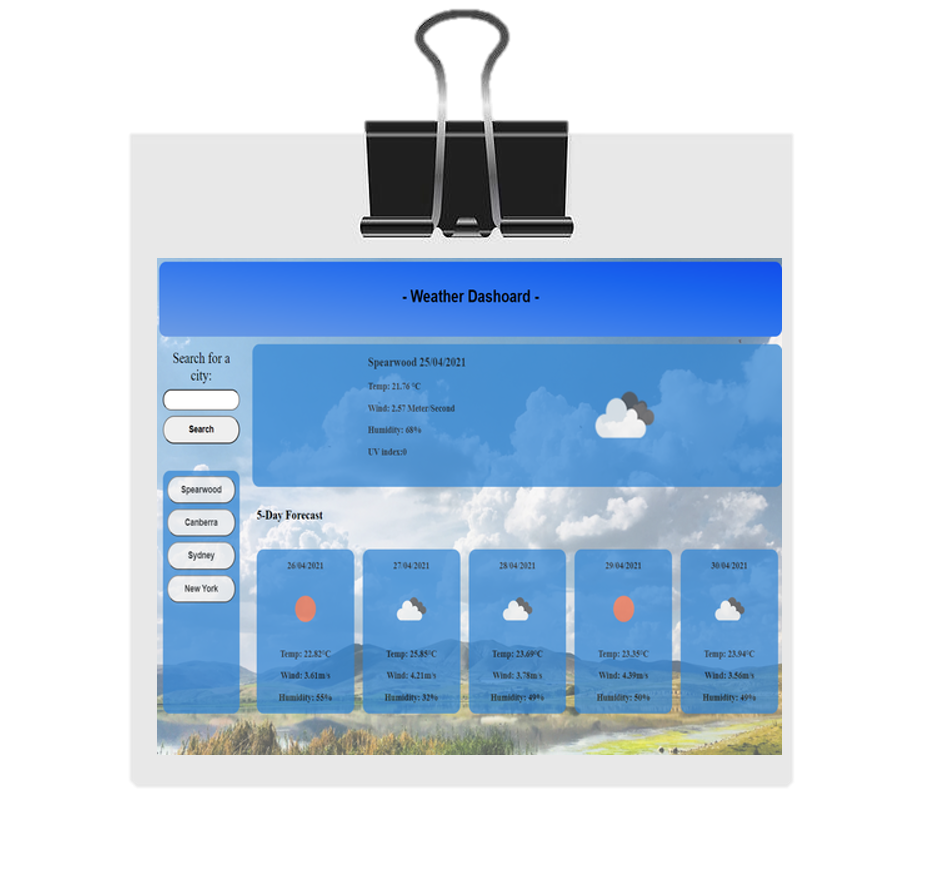 - Weather Dashoard -
Search for a
city:
Search
Spearwood
Canberra
Sydney
New York
Spearwood 25/04/2021
Temp: 21.76 °C
Wind: 2.57 Meter/Second
Humidity: 68%
UV index:0
5-Day Forecast
26/04/2021
Temp: 22.82°C
Wind: 3.61m/s
Humidity: 55%
27/04/2021
Temp: 25.85°C
Wind: 4.21m/s
Humidity: 32%
28/04/2021
Temp: 23.69°C
Wind: 3.78m/s
Humidity: 49%
29/04/2021
Temp: 23.35°C
Wind: 4.39m/s
Humidity: 50%
30/04/2021
Temp: 23.94°C
Wind: 3.56m/s
Humidity: 49%